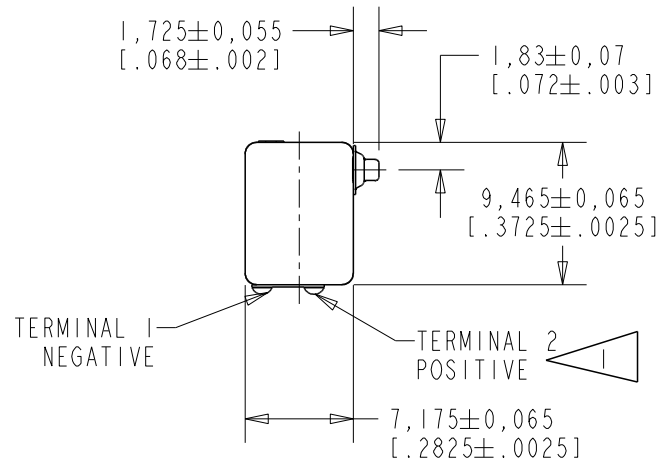 1,725±0,055
[.068±.002]
1,83±0,07
[.072±.003]
9,465±0,065
[.3725±.0025]
TERMINAL 1
NEGATIVE
TERMINAL 2
POSITIVE
1
7,175±0,065
[.2825±.0025]